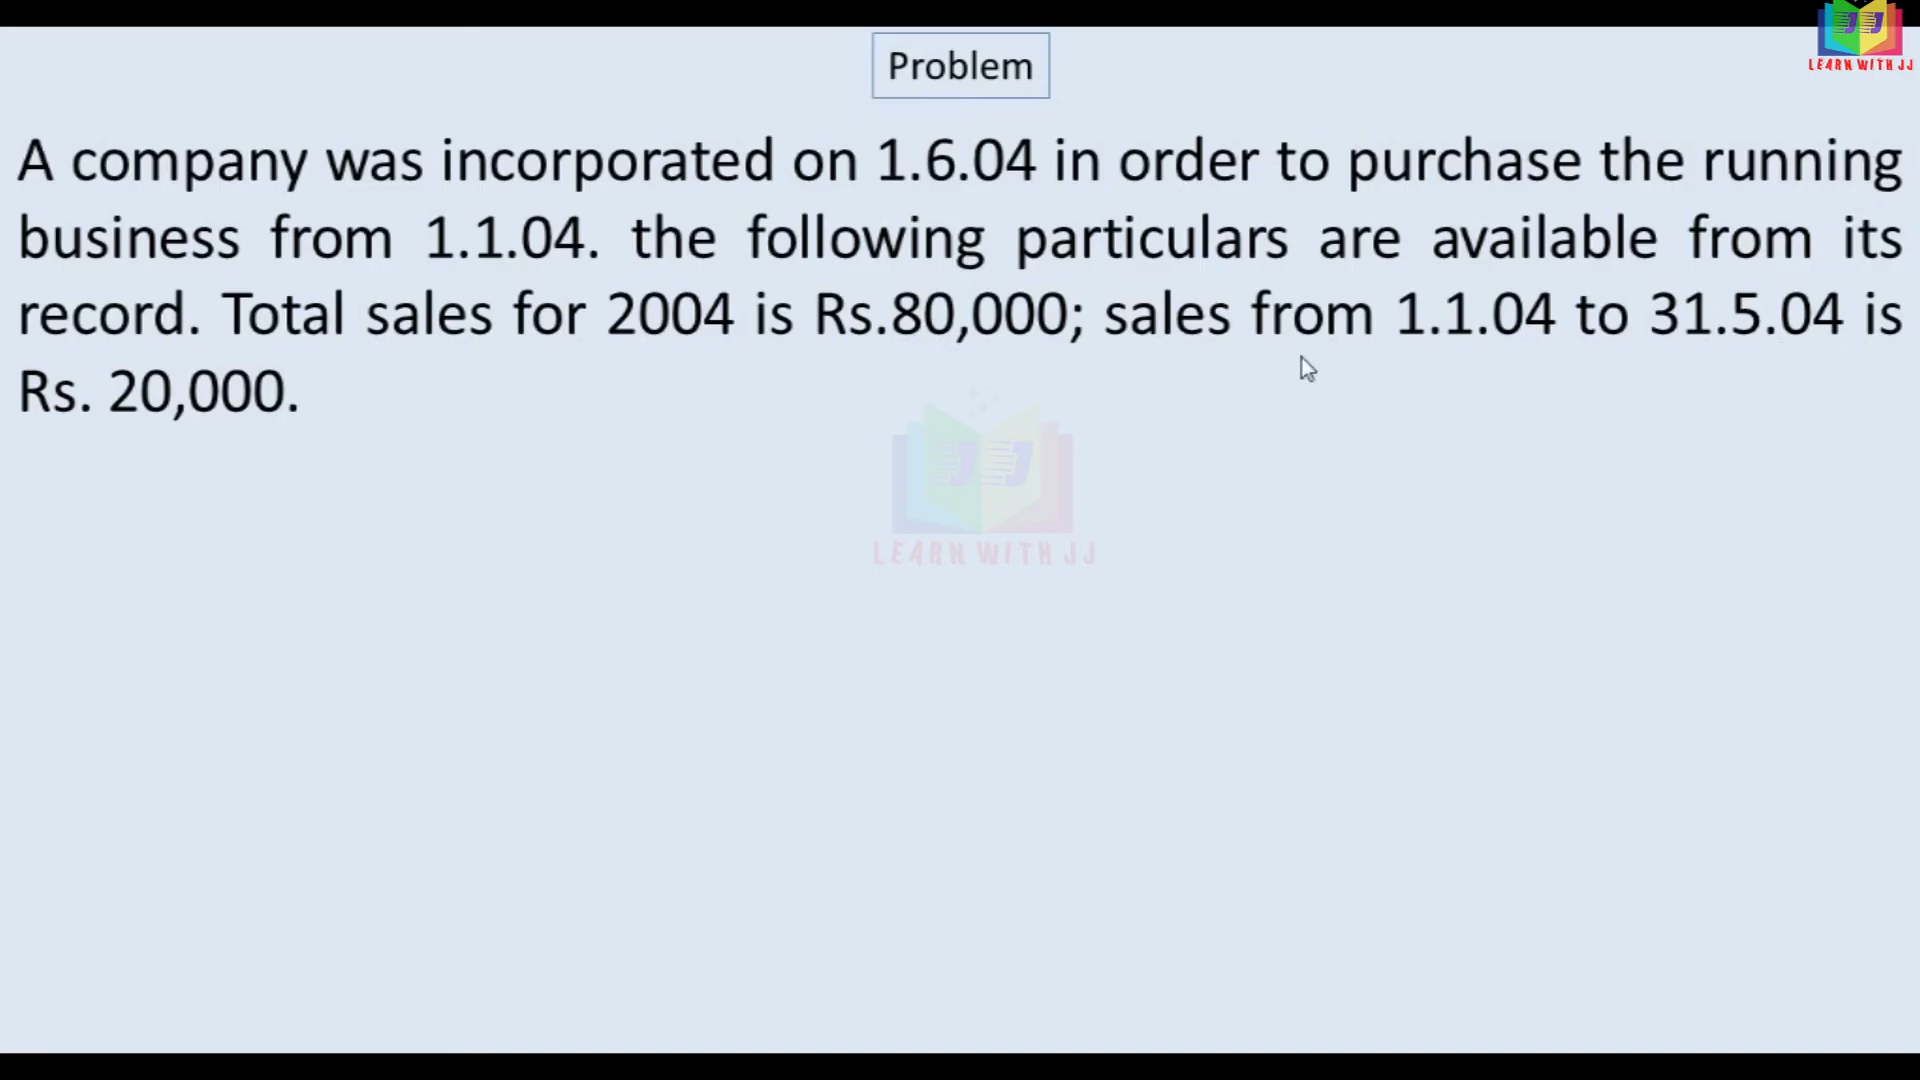 LEARN WITH JJ
Problem
A company was incorporated on 1.6.04 in order to purchase the running
business from 1.1.04. the following particulars are available from its
record. Total sales for 2004 is Rs.80,000; sales from 1.1.04 to 31.5.04 is
Rs. 20,000.
JJ
LEARN WITH JJ